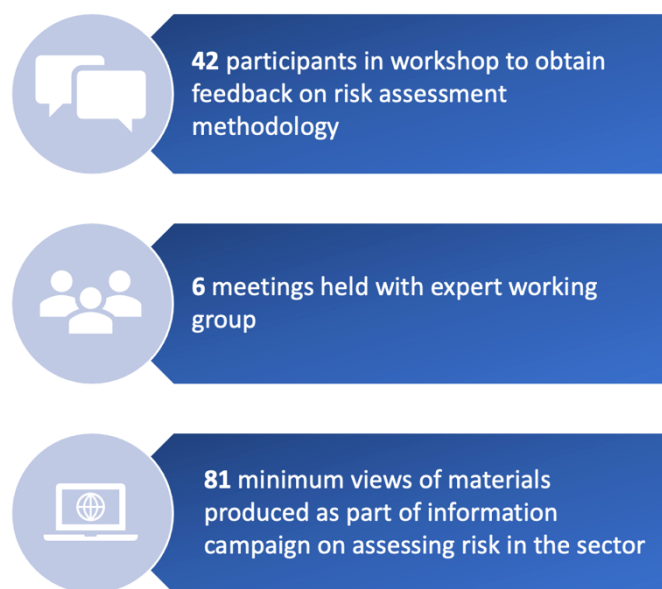 42 participants in workshop to obtain
feedback on risk assessment
methodology
6 meetings held with expert working
group
81 minimum views of materials
produced as part of information
campaign on assessing risk in the sector